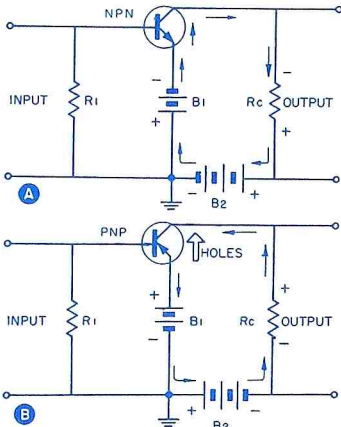 NPN
INPUT
R1
B1
RC
OUTPUT
B2
A
PNP
HOLES
INPUT
R1
B1
RC
OUTPUT
B